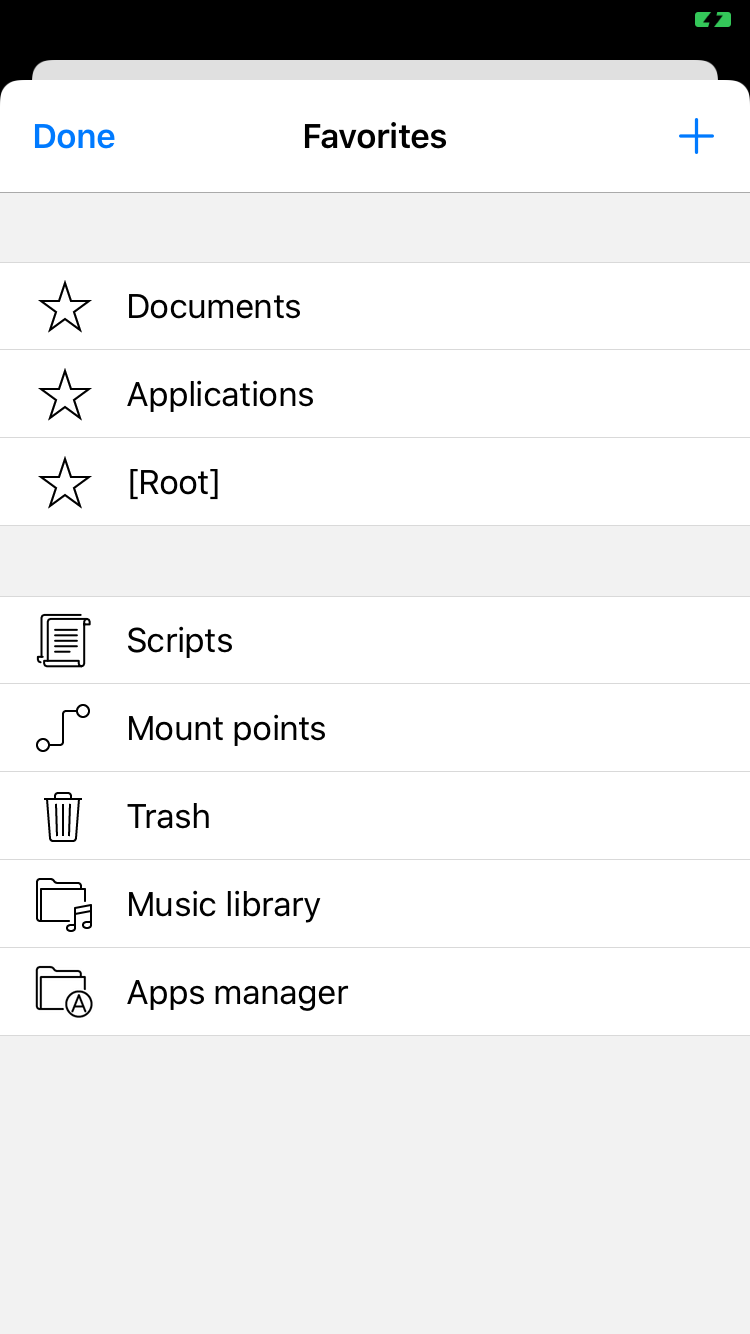 Done
Favorites
Documents
Applications
[Root]
Scripts
Mount points
Trash
Music library
Apps manager